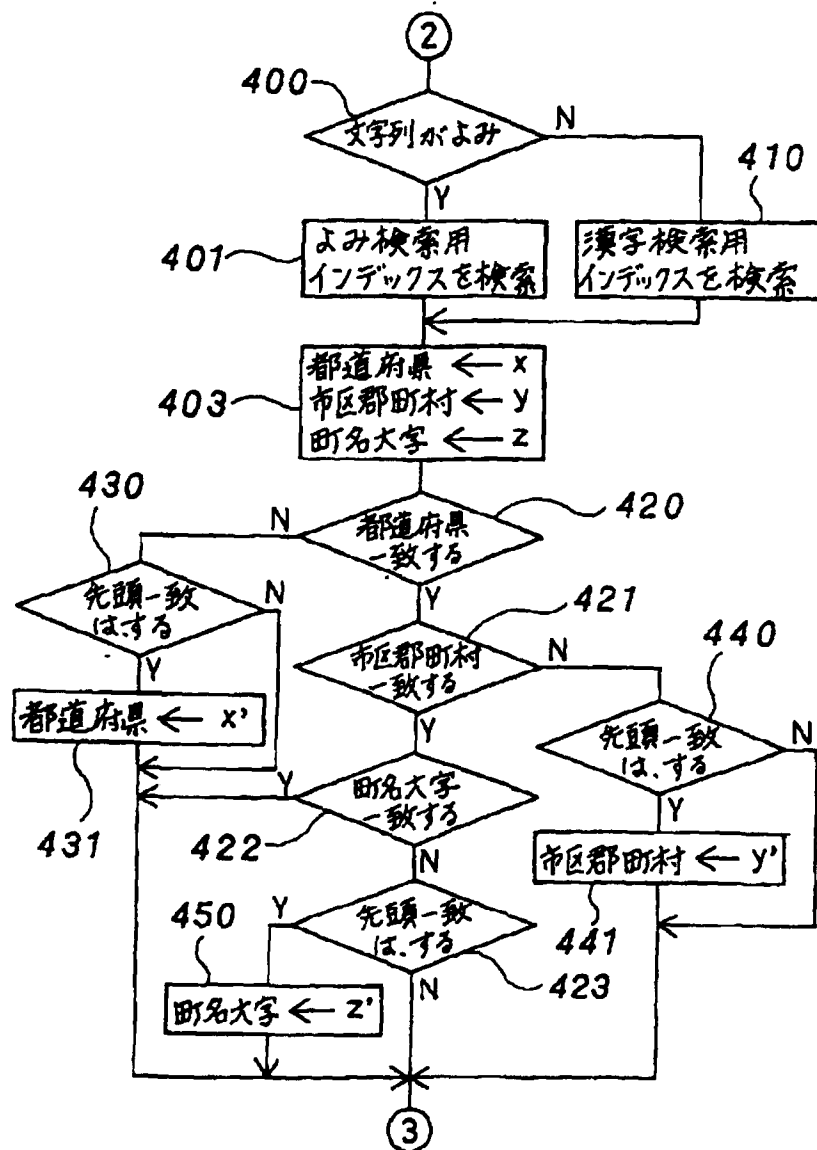 ②
400
文字列がよみ
N
Y
410
401
よみ検索用
インデックスを検索
漢字検索用
インデックスを検索
403
都道府県 ← x
市区郡町村 ← y
町名大字 ← z
420
都道府県
一致する
N
Y
430
先頭一致
は、する
N
Y
421
市区郡町村
一致する
N
Y
440
先頭一致
は、する
N
Y
都道府県 ← x'
431
町名大字
一致する
Y
422
N
市区郡町村 ← y'
441
先頭一致
は、する
Y
423
N
450
町名大字 ← z'
③